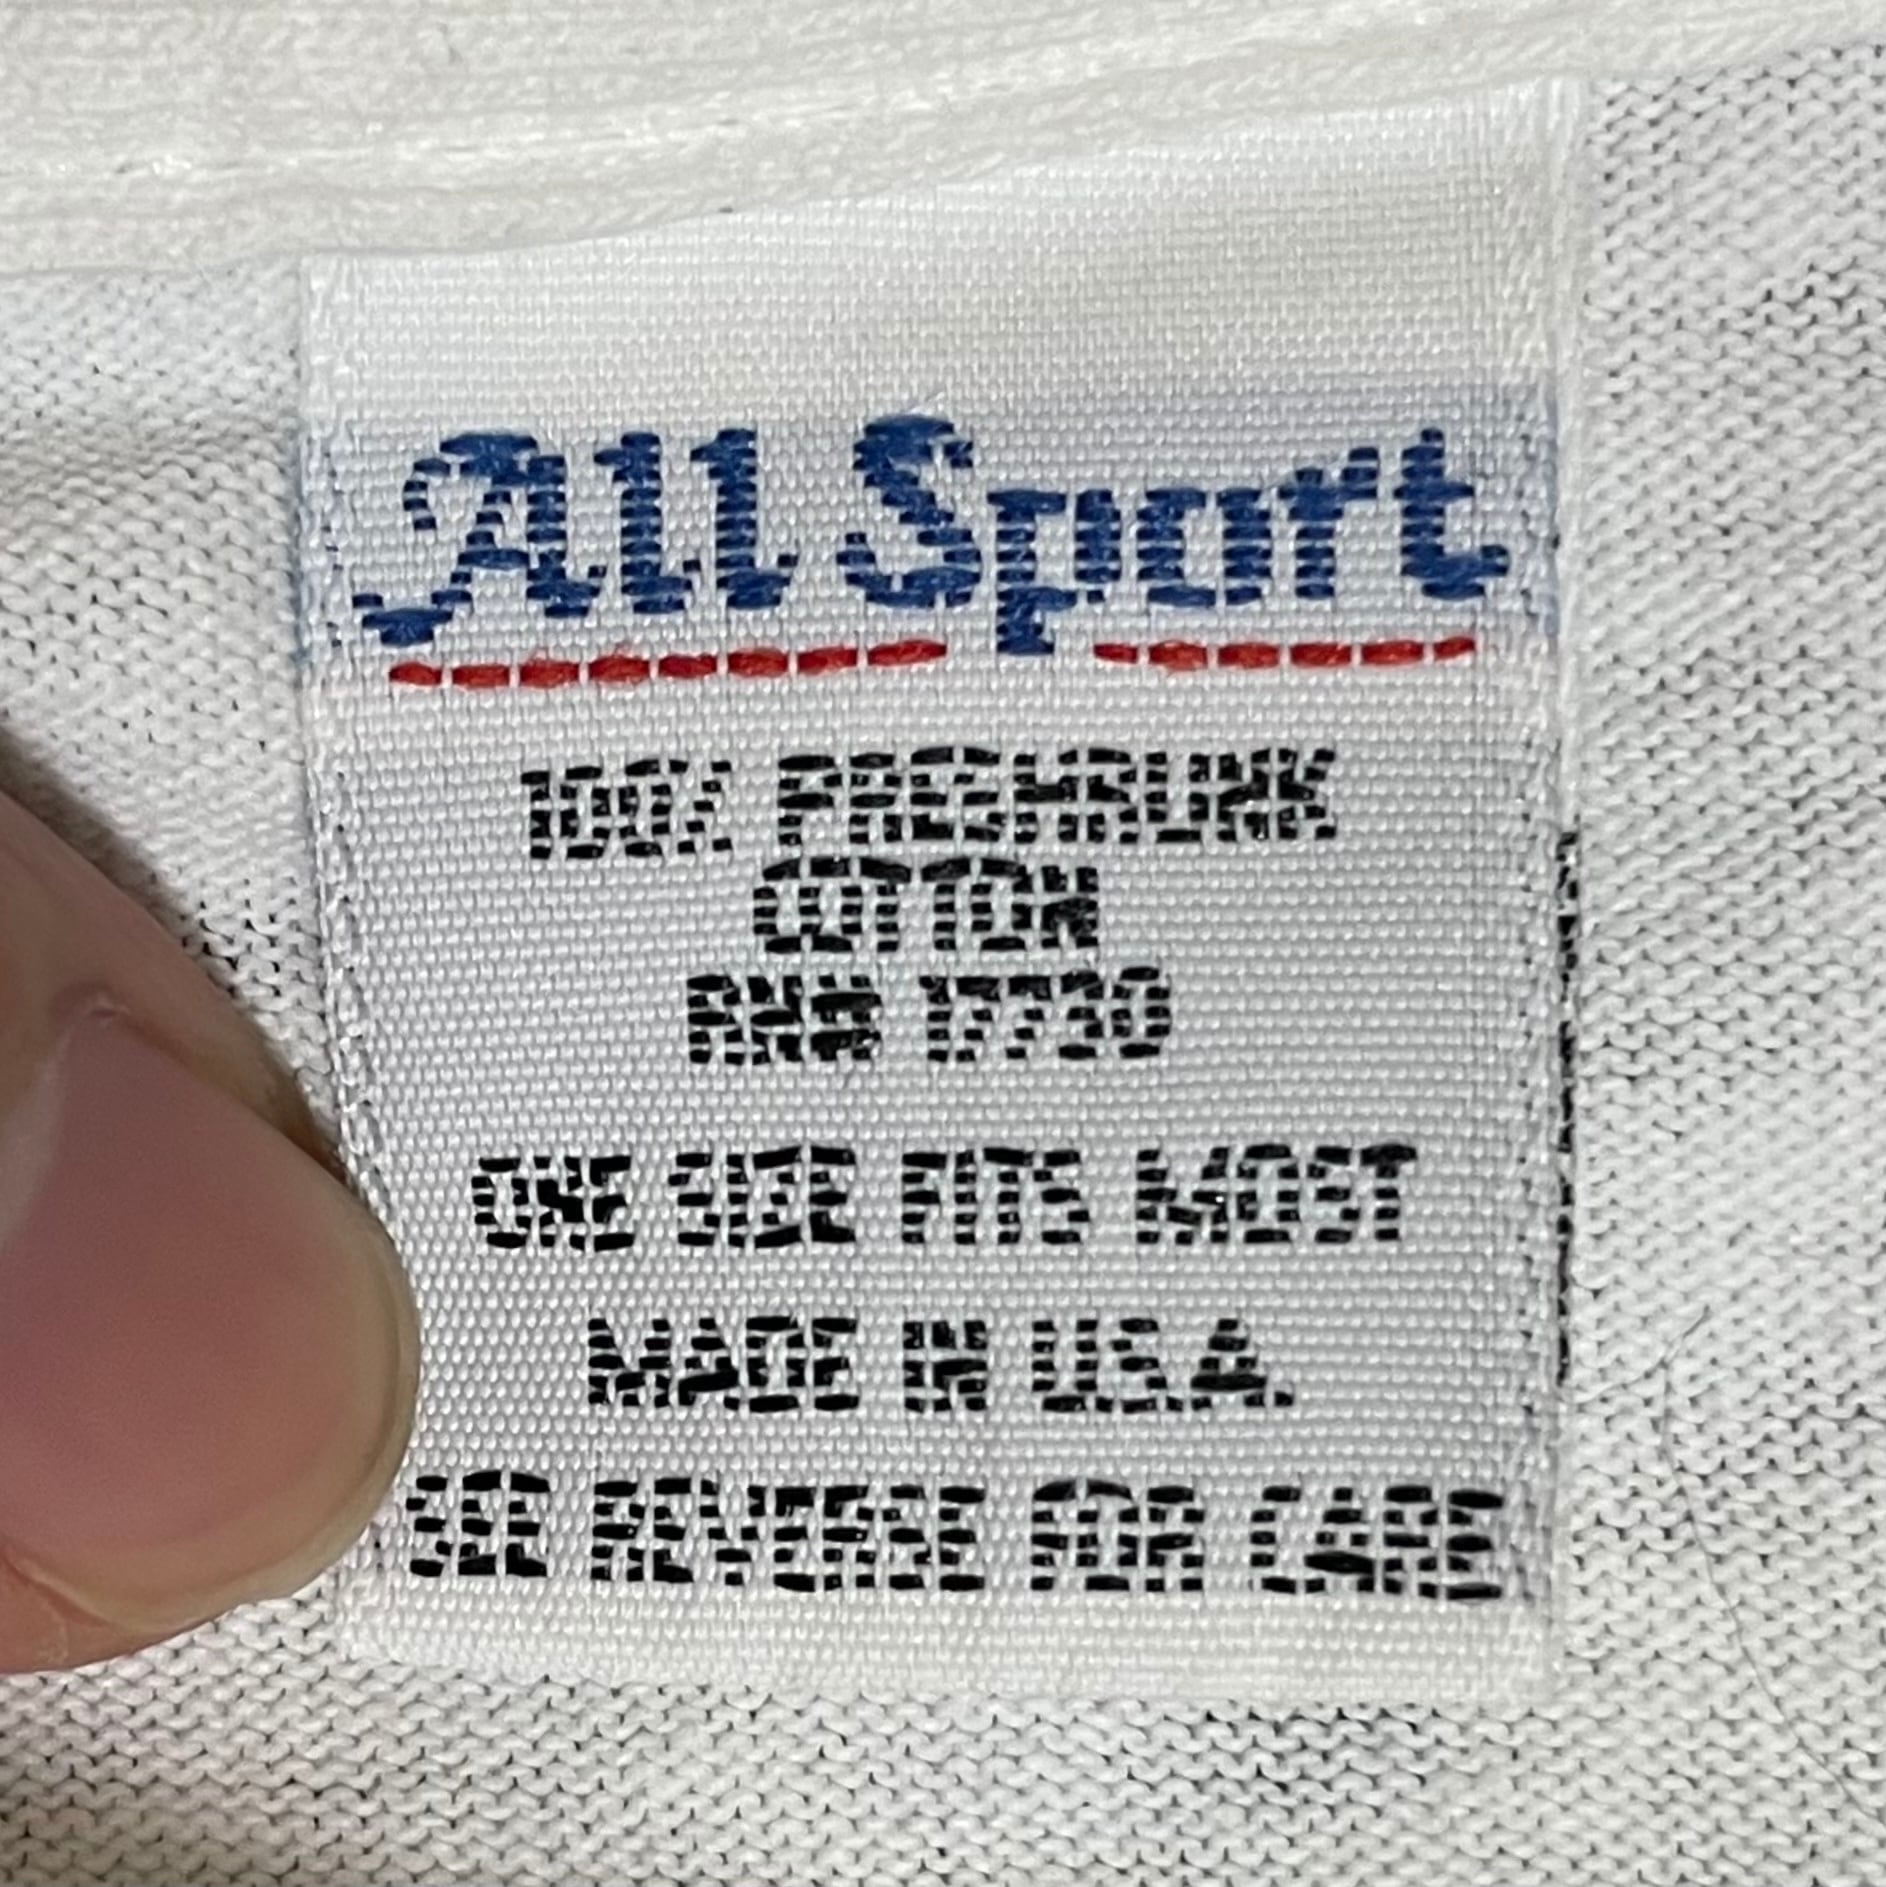 All Sport
100% PRESHRUNK
COTTON
RN# 17730
ONE SIZE FITS MOST
MADE IN U.S.A.
SEE REVERSE FOR CARE